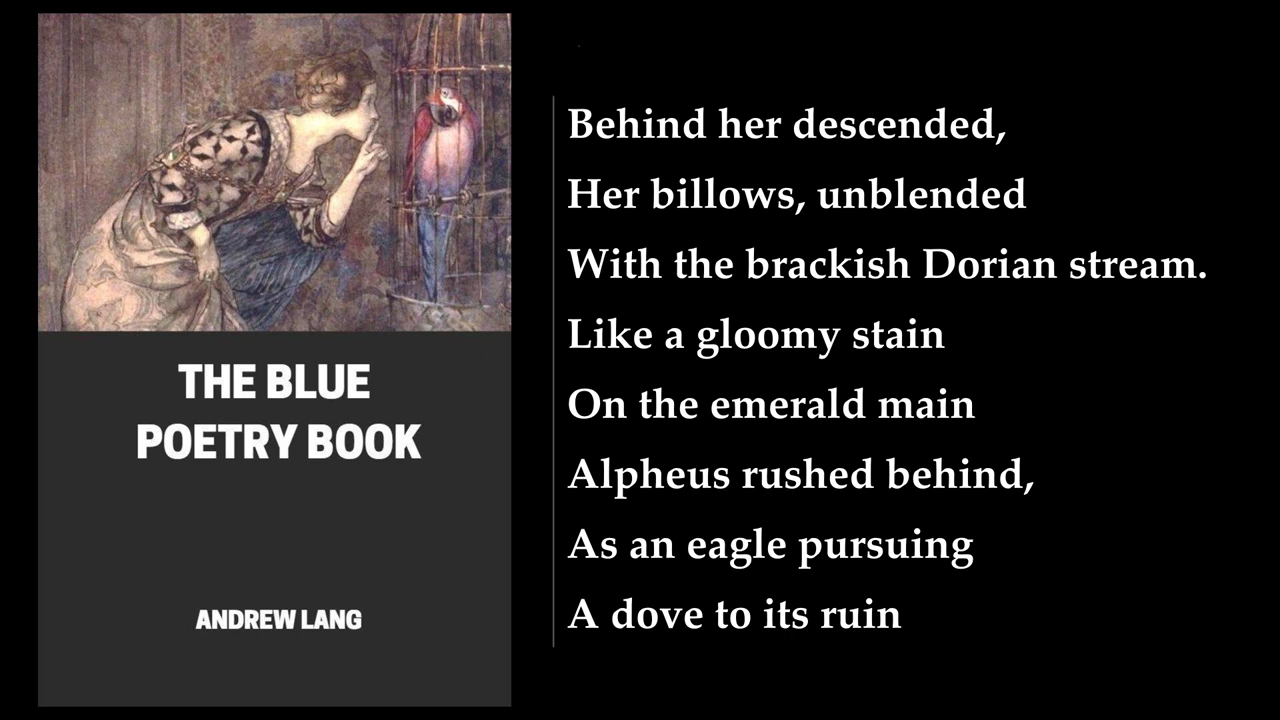 THE BLUE
POETRY BOOK
ANDREW LANG
Behind her descended,
Her billows, unblended
With the brackish Dorian stream.
Like a gloomy stain
On the emerald main
Alpheus rushed behind,
As an eagle pursuing
A dove to its ruin